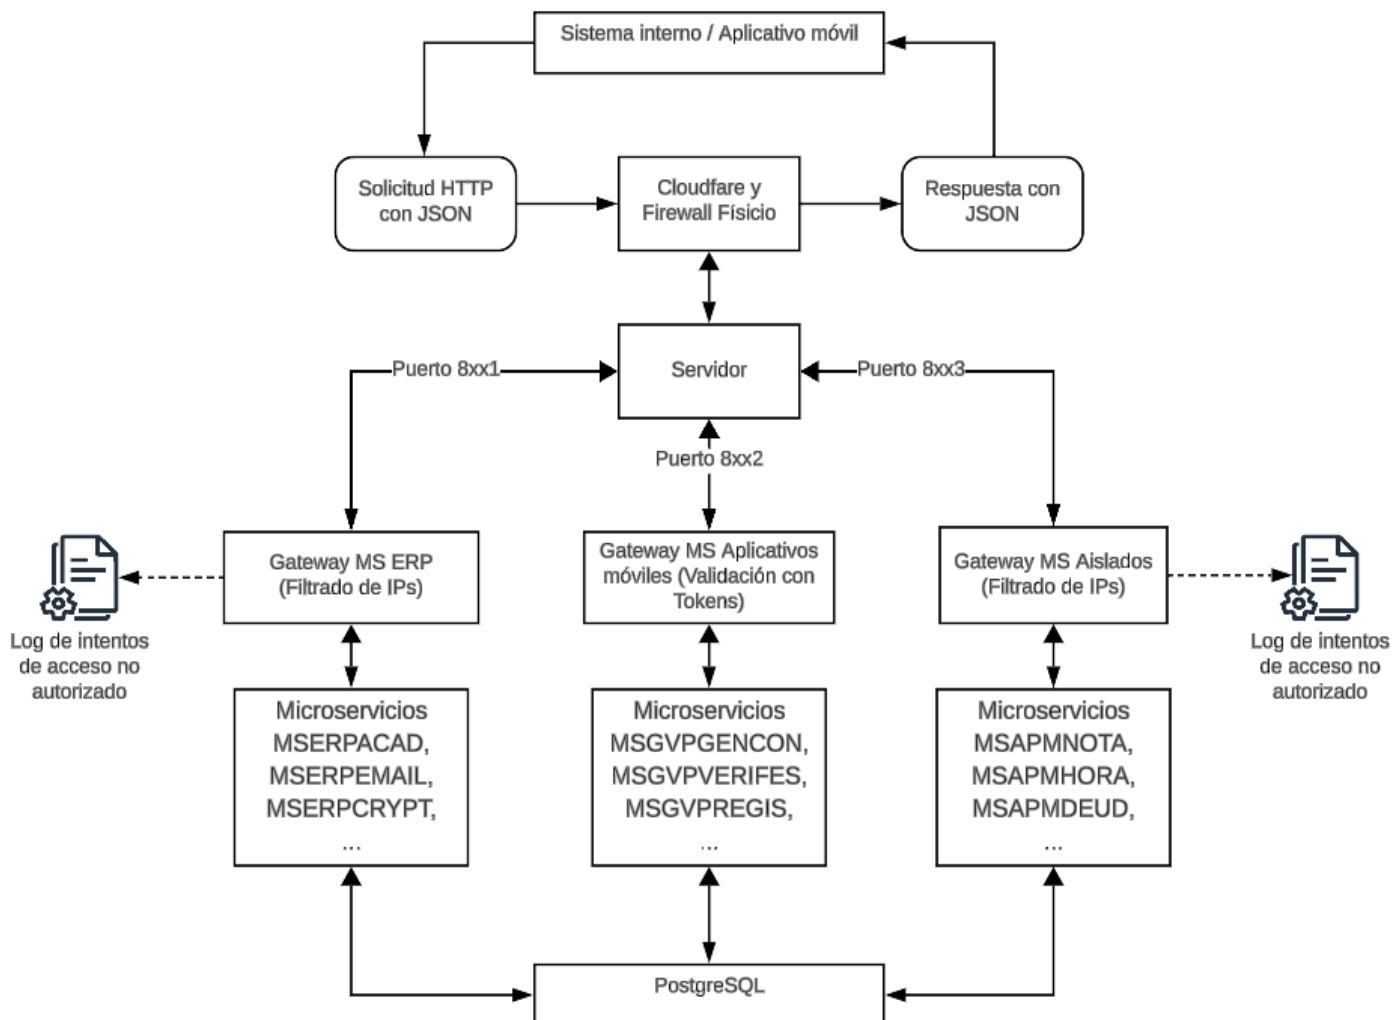 Sistema interno / Aplicativo móvil
Solicitud HTTP
con JSON
Cloudfare y
Firewall Físicio
Respuesta con
JSON
Puerto 8xx1
Servidor
Puerto 8xx3
Puerto 8xx2
Gateway MS ERP
(Filtrado de IPs)
Gateway MS Aplicativos
móviles (Validación con
Tokens)
Gateway MS Aislados
(Filtrado de IPs)
Log de intentos
de acceso no
autorizado
Log de intentos
de acceso no
autorizado
Microservicios
MSERPACAD,
MSERPEMAIL,
MSERPCRYPT,
...
Microservicios
MSGVPGENCON,
MSGVPVERIFES,
MSGVPREGIS,
...
Microservicios
MSAPMNOTA,
MSAPMHORA,
MSAPMDEUD,
...
PostgreSQL